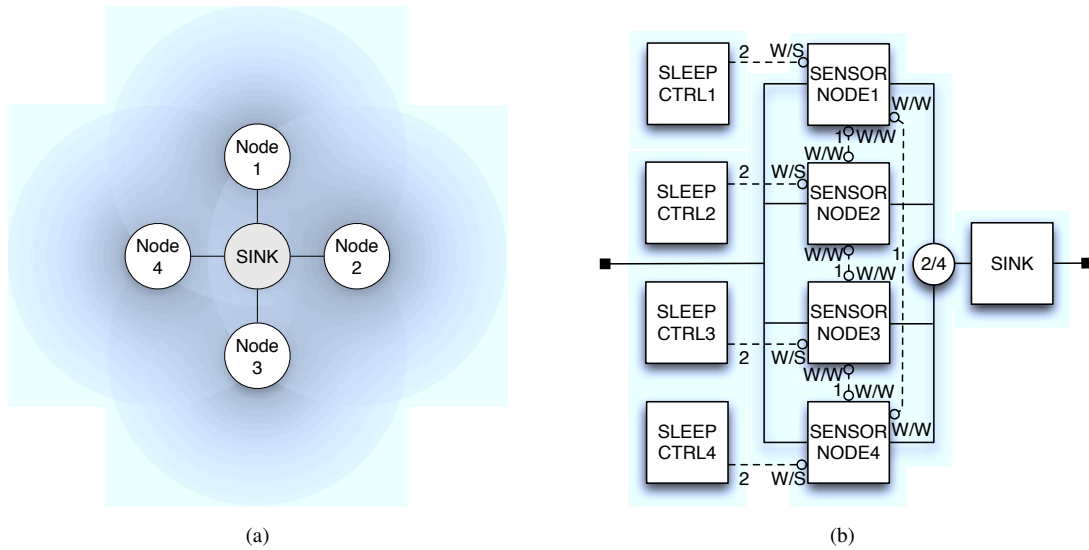 Node
1
Node
4
SINK
Node
2
Node
3
(a)
2
W/S
SLEEP
CTRL1
SENSOR
NODE1
W/W
1
W/W
W/W
2
W/S
SLEEP
CTRL2
SENSOR
NODE2
1
W/W
1
2/4
SINK
SLEEP
CTRL3
SENSOR
NODE3
2
W/S
W/W
1
W/W
SLEEP
CTRL4
SENSOR
NODE4
W/W
2
W/S
(b)